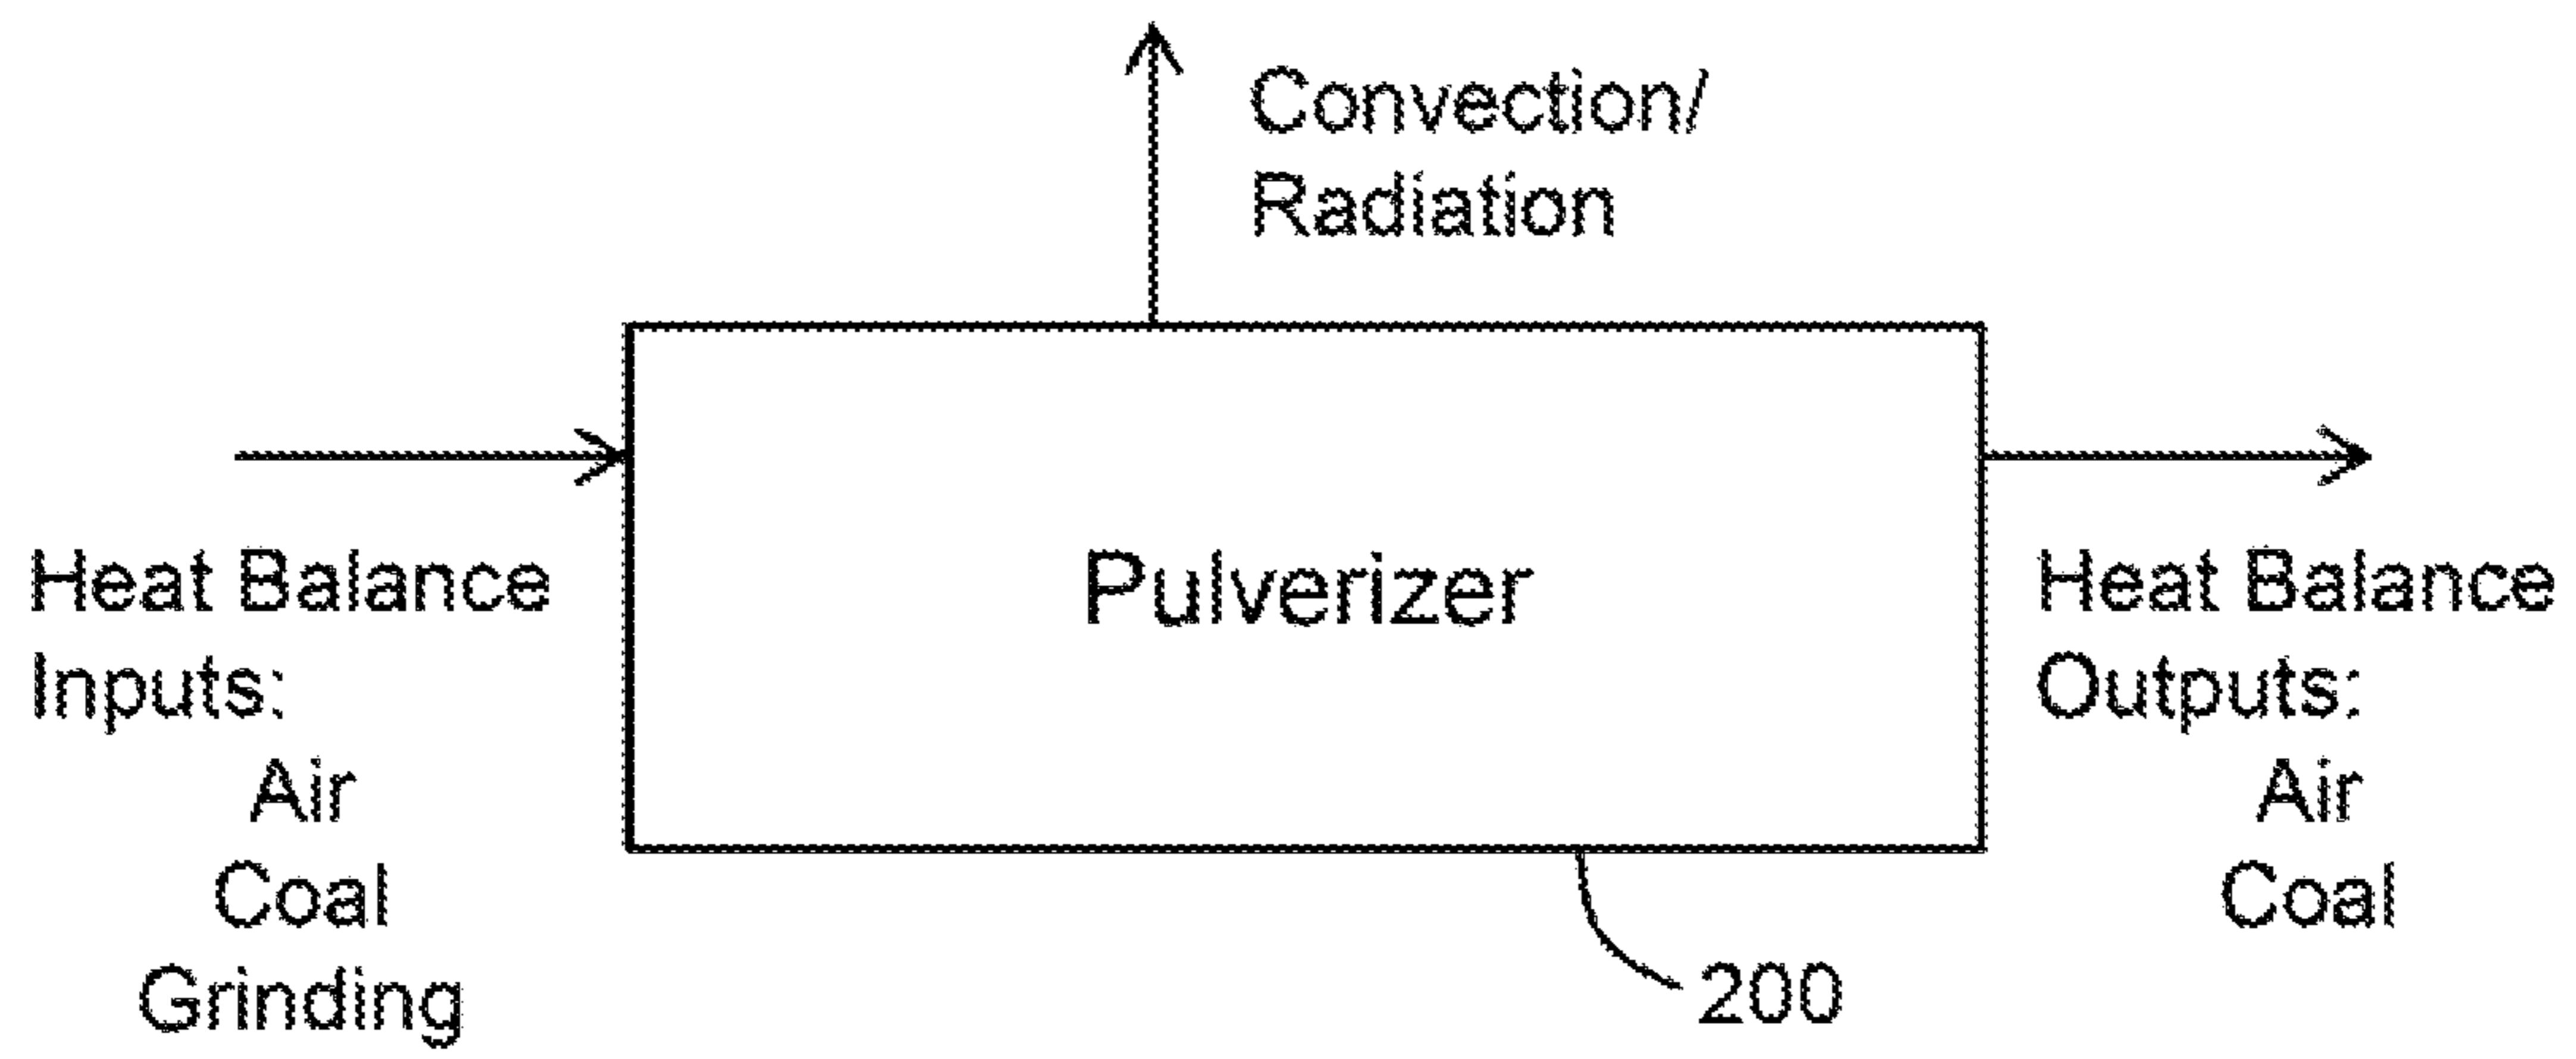 Convection/
Radiation
Pulverizer
Heat Balance
Inputs:
Air
Coal
Grinding
Heat Balance
Outputs:
Air
Coal
200